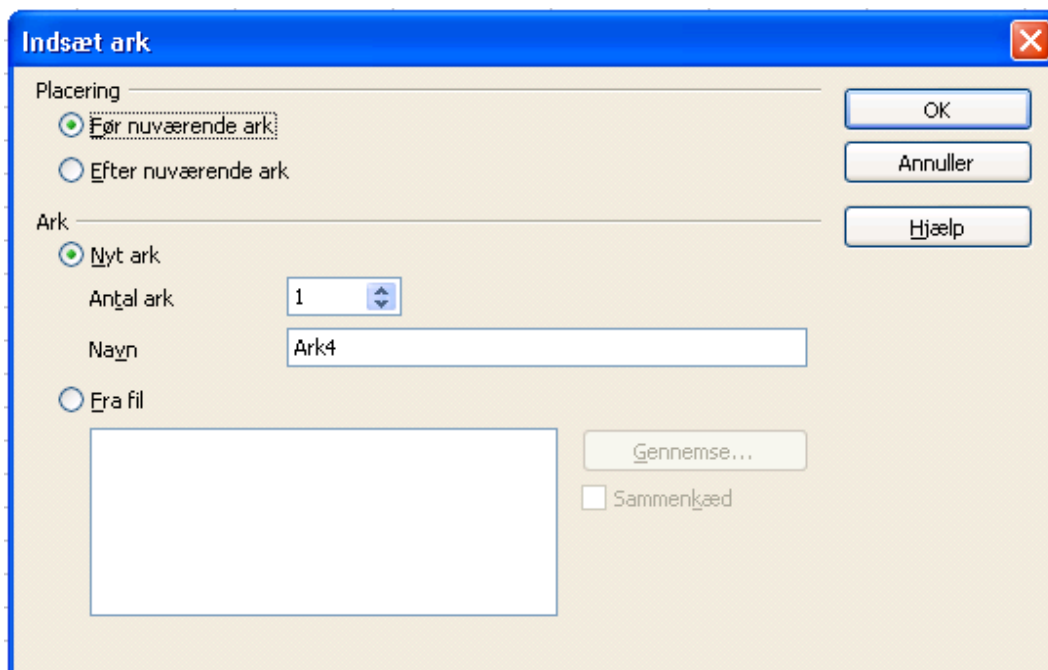 Indsæt ark
Placering
Før nuværende ark
Efter nuværende ark
Ark
Nyt ark
Antal ark
1
Navn
Ark4
Fra fil
Gennemse...
Sammenkæd
OK
Annuller
Hjælp